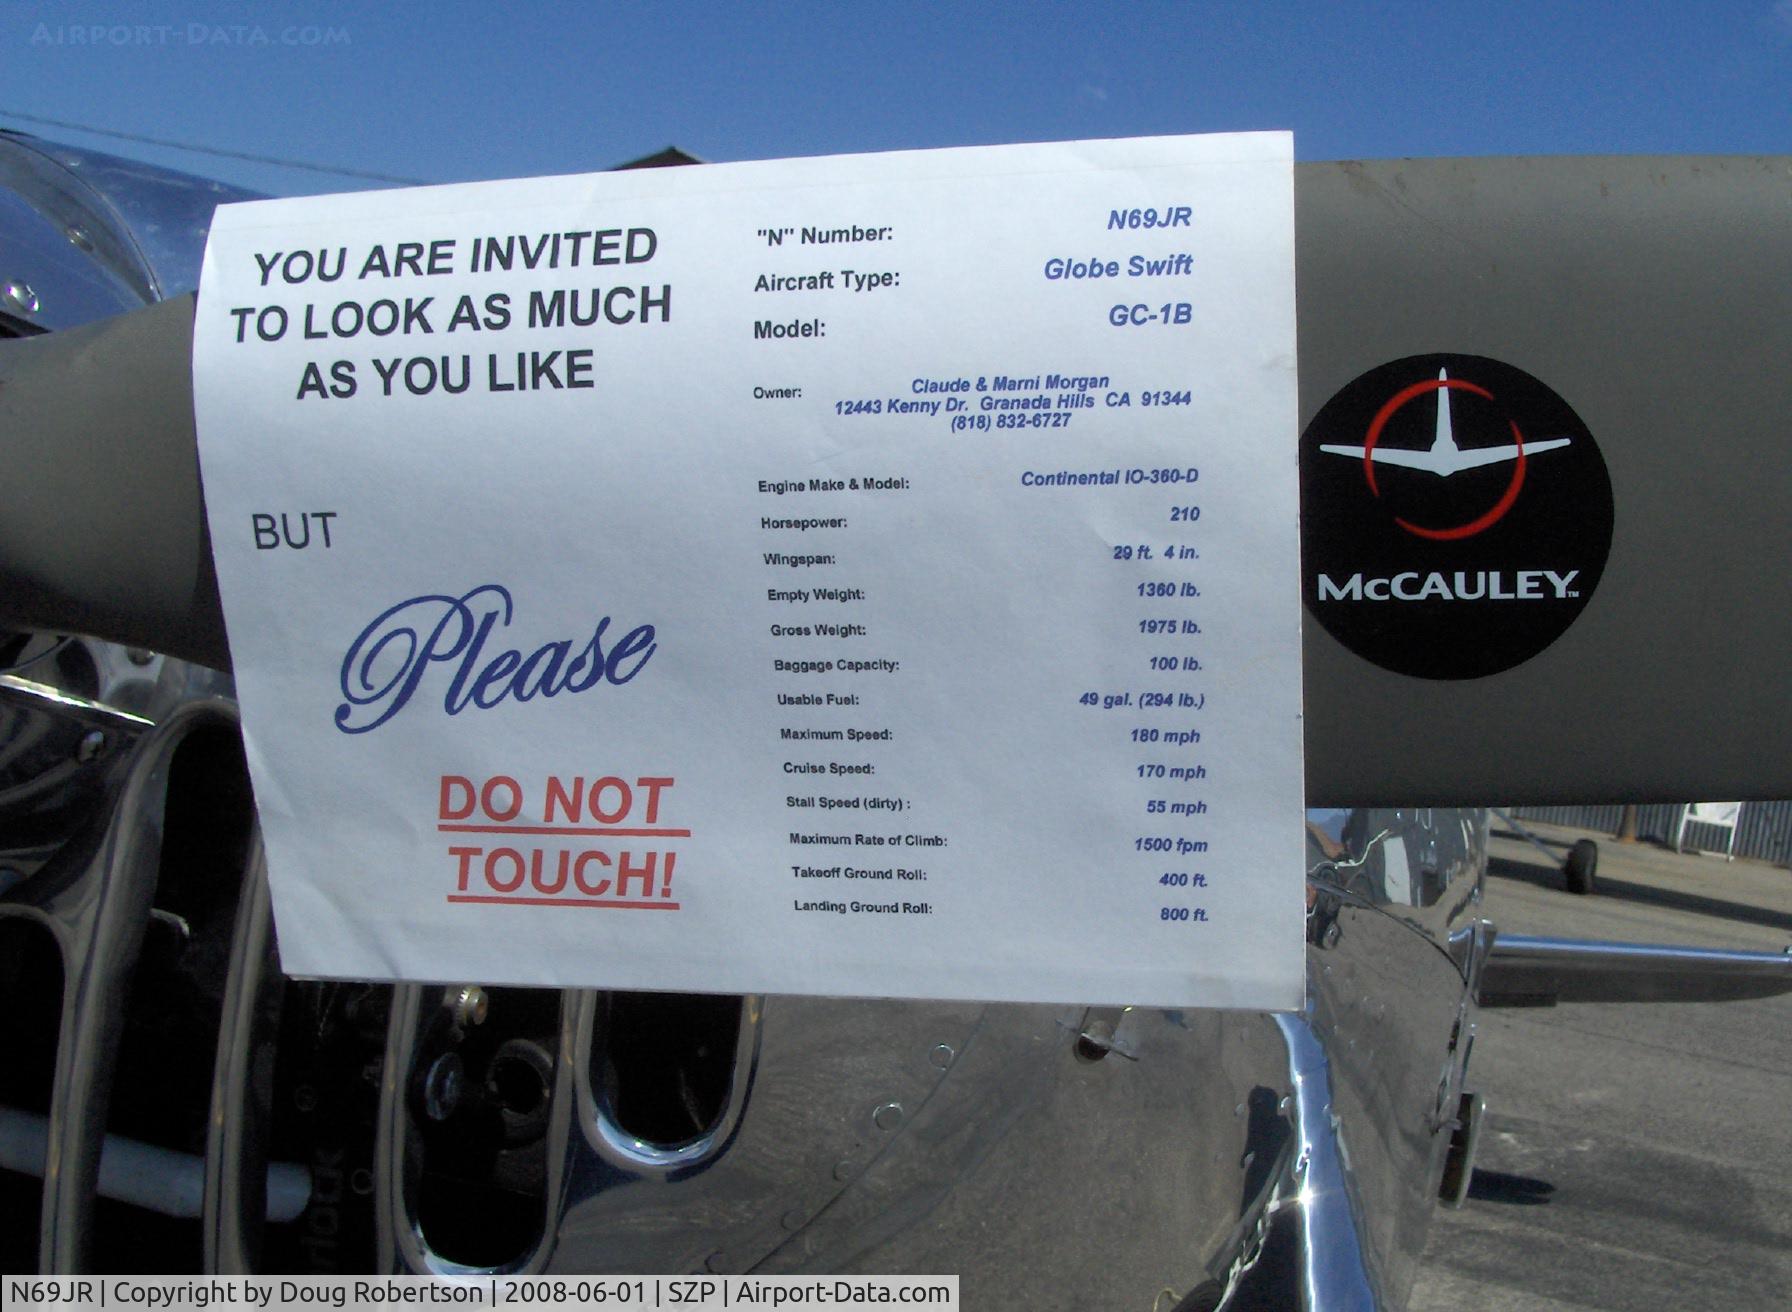 AIRPORT-DATA.COM
YOU ARE INVITED
TO LOOK AS MUCH
AS YOU LIKE
BUT
Please
DO NOT
TOUCH!
"N" Number: N69JR
Aircraft Type: Globe Swift
Model: GC-1B
Owner: Claude & Marni Morgan
12443 Kenny Dr. Granada Hills CA 91344
(818) 832-6727
Engine Make & Model: Continental IO-360-D
Horsepower: 210
Wingspan: 29 ft. 4 in.
Empty Weight: 1360 lb.
Gross Weight: 1975 lb.
Baggage Capacity: 100 lb.
Usable Fuel: 49 gal. (294 lb.)
Maximum Speed: 180 mph
Cruise Speed: 170 mph
Stall Speed (dirty) : 55 mph
Maximum Rate of Climb: 1500 fpm
Takeoff Ground Roll: 400 ft.
Landing Ground Roll: 800 ft.
McCAULEY™
N69JR | Copyright by Doug Robertson | 2008-06-01 | SZP | Airport-Data.com